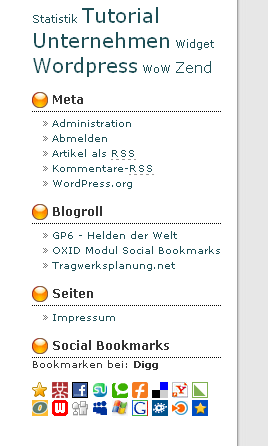 Statistik Tutorial
Unternehmen Widget
Wordpress WoW Zend
Meta
» Administration
» Abmelden
» Artikel als RSS
» Kommentare-RSS
» WordPress.org
Blogroll
» GP6 - Helden der Welt
» OXID Modul Social Bookmarks
» Tragwerksplanung.net
Seiten
» Impressum
Social Bookmarks
Bookmarken bei: Digg